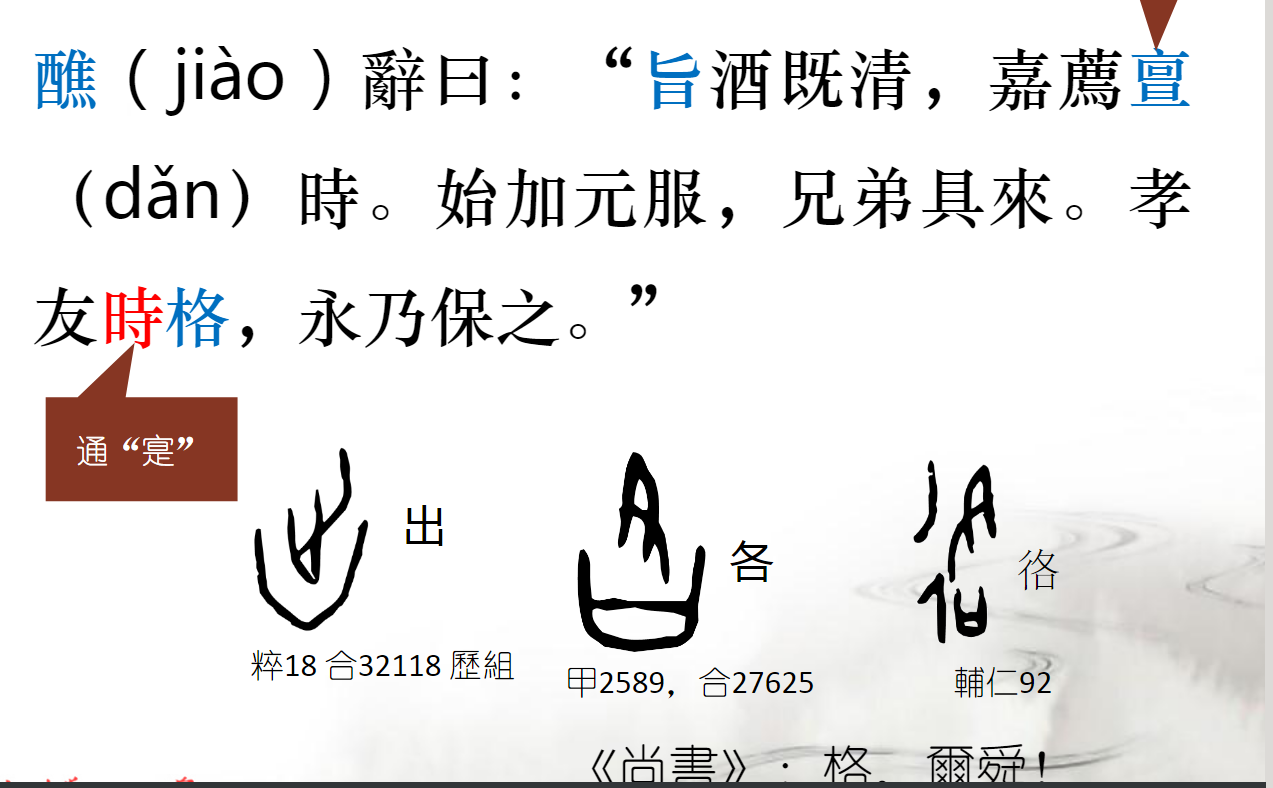 醮（jiào）辭曰：“旨酒既清，嘉薦亶
（dǎn）時。始加元服，兄弟具來。孝
友時格，永乃保之。”
通“寔”
出
各
徦
粹18 合32118 歷組
甲2589，合27625
輔仁92
《尚書》：格，爾舜！